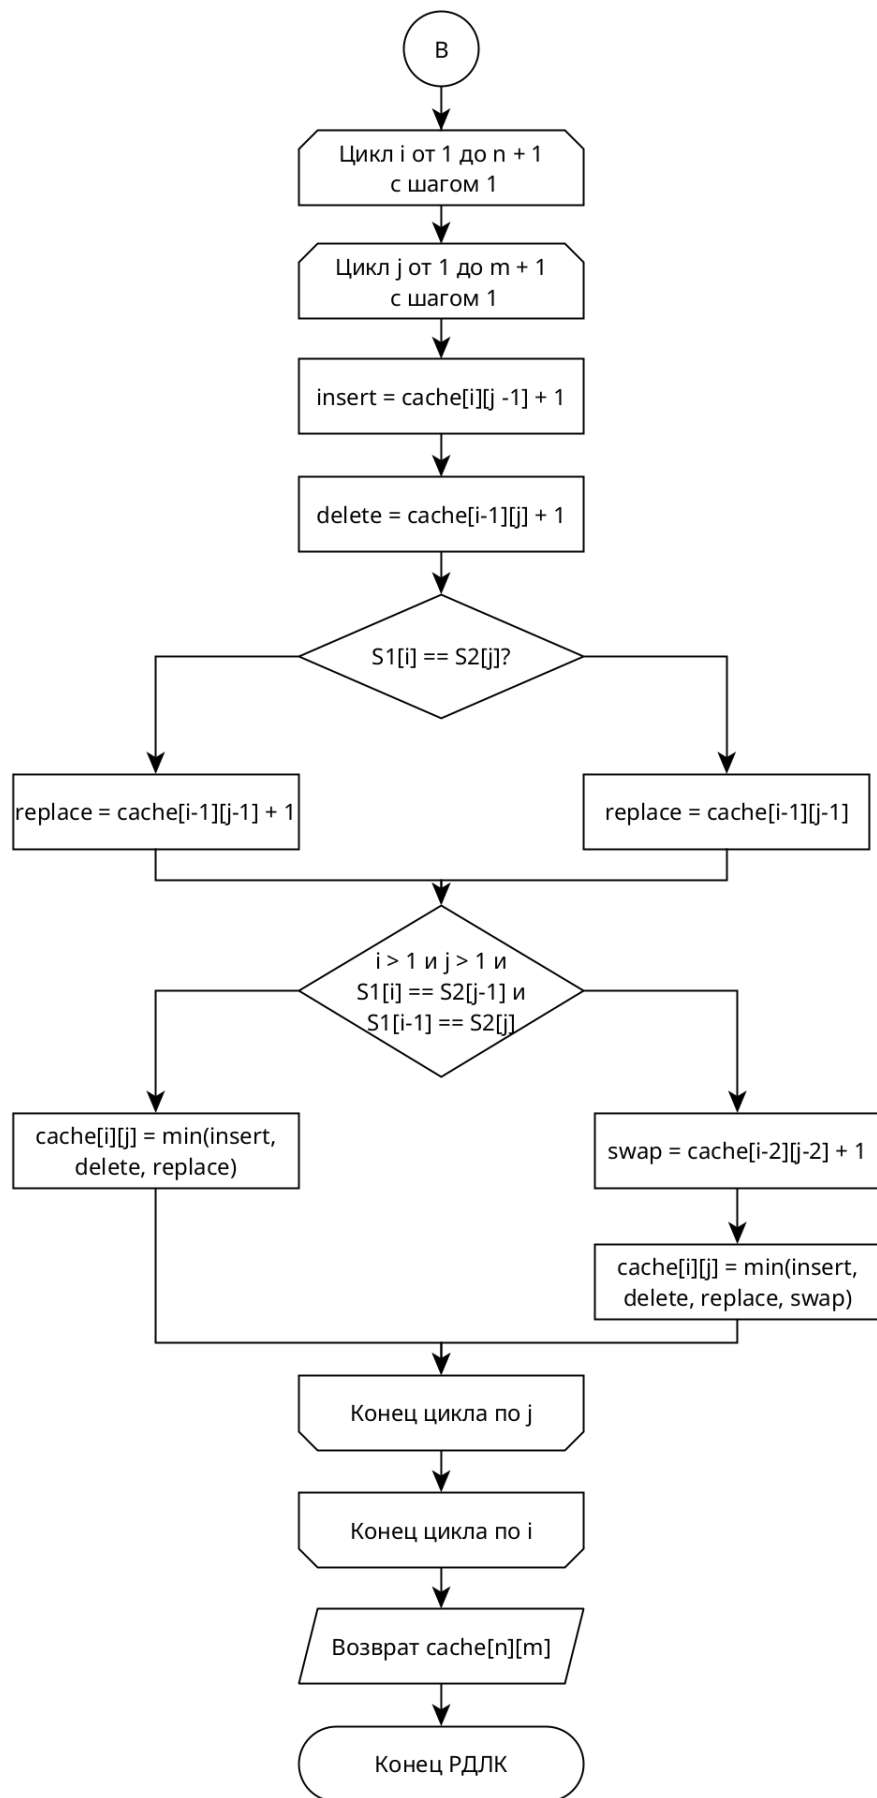 B
Цикл i от 1 до n + 1
с шагом 1
Цикл j от 1 до m + 1
с шагом 1
insert = cache[i][j -1] + 1
delete = cache[i-1][j] + 1
S1[i] == S2[j]?
replace = cache[i-1][j-1] + 1
replace = cache[i-1][j-1]
i > 1 и j > 1 и
S1[i] == S2[j-1] и
S1[i-1] == S2[j]
cache[i][j] = min(insert,
delete, replace)
swap = cache[i-2][j-2] + 1
cache[i][j] = min(insert,
delete, replace, swap)
Конец цикла по j
Конец цикла по i
Возврат cache[n][m]
Конец РДЛК